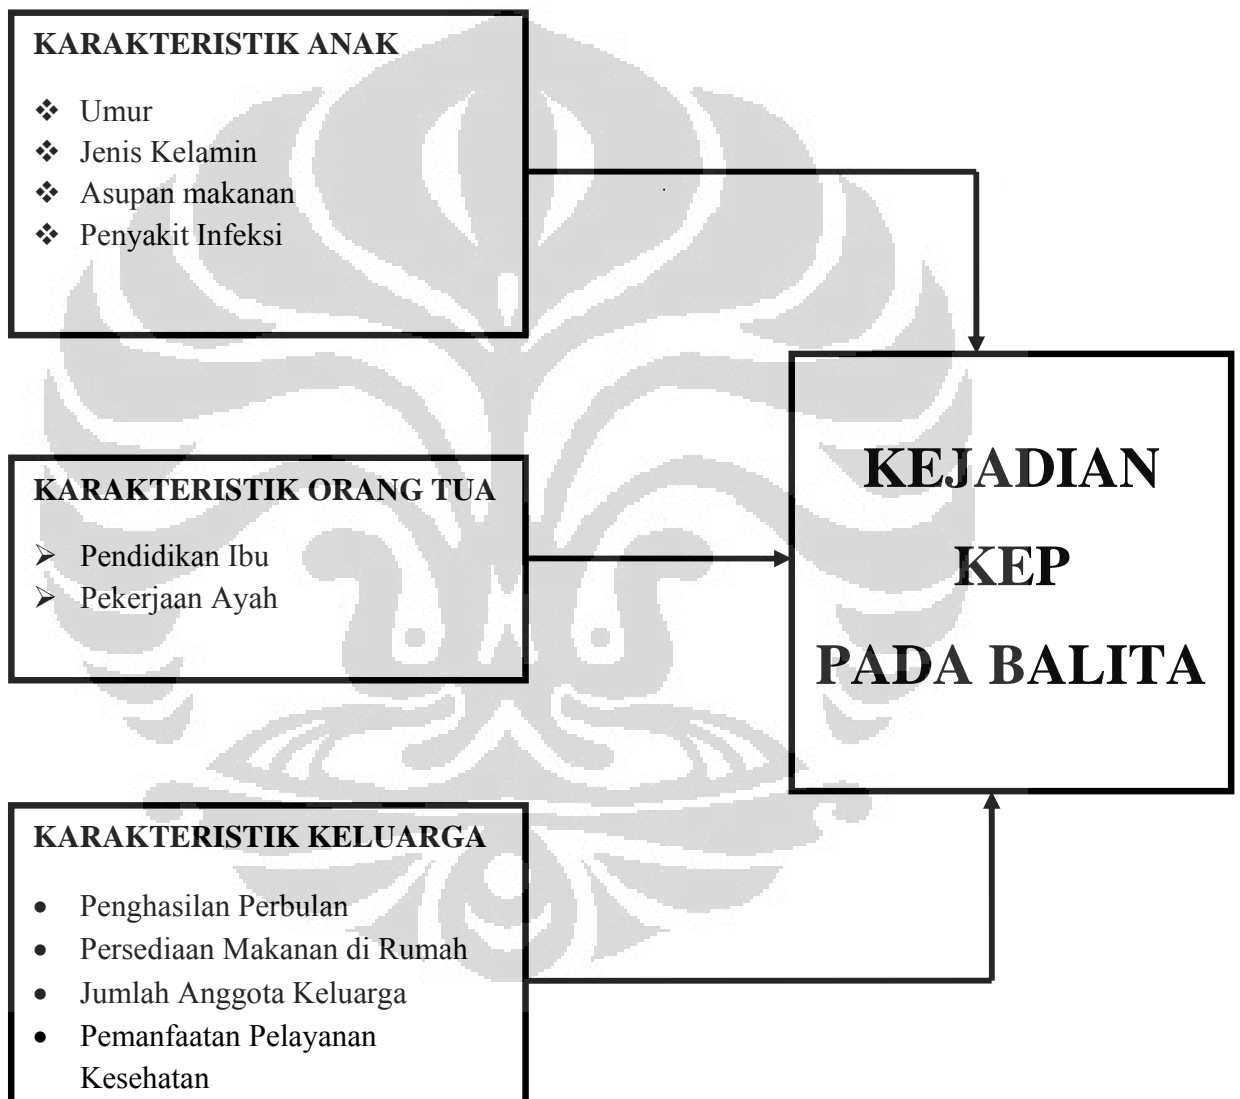 KARAKTERISTIK ANAK
❖ Umur
❖ Jenis Kelamin
❖ Asupan makanan
❖ Penyakit Infeksi
KARAKTERISTIK ORANG TUA
➢ Pendidikan Ibu
➢ Pekerjaan Ayah
KARAKTERISTIK KELUARGA
• Penghasilan Perbulan
• Persediaan Makanan di Rumah
• Jumlah Anggota Keluarga
• Pemanfaatan Pelayanan
Kesehatan
KEJADIAN
KEP
PADA BALITA